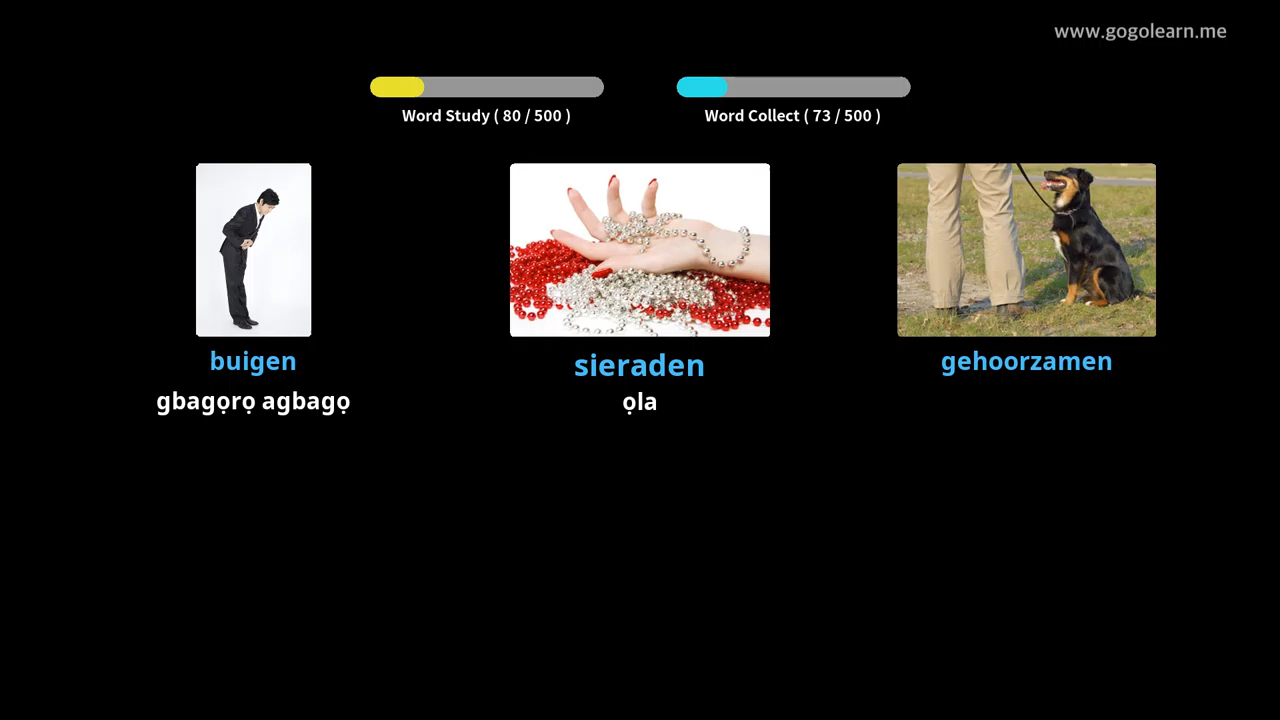 www.gogolearn.me
Word Study ( 80 / 500 )
Word Collect ( 73 / 500 )
buigen
sieraden
gehoorzamen
gbagọrọ agbagọ
ọla